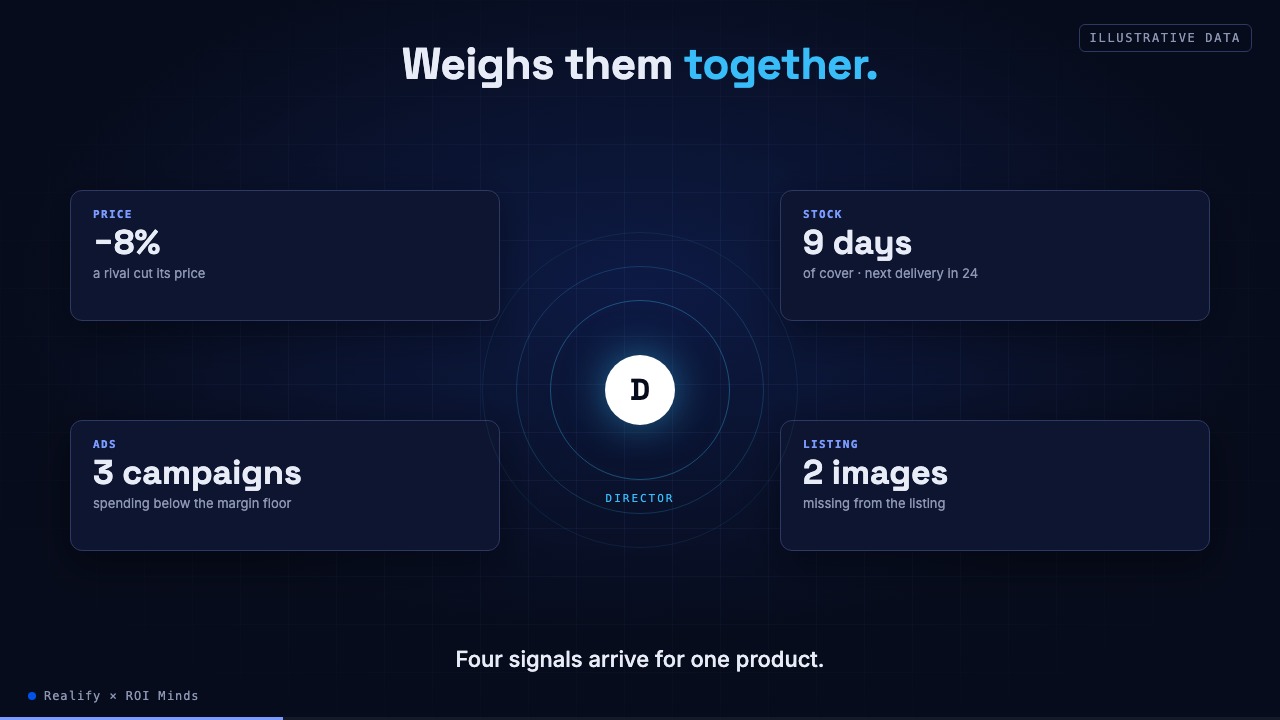 ILLUSTRATIVE DATA
Weighs them together.
PRICE
−8%
a rival cut its price
STOCK
9 days
of cover · next delivery in 24
D
DIRECTOR
ADS
3 campaigns
spending below the margin floor
LISTING
2 images
missing from the listing
Four signals arrive for one product.
Realify × ROI Minds